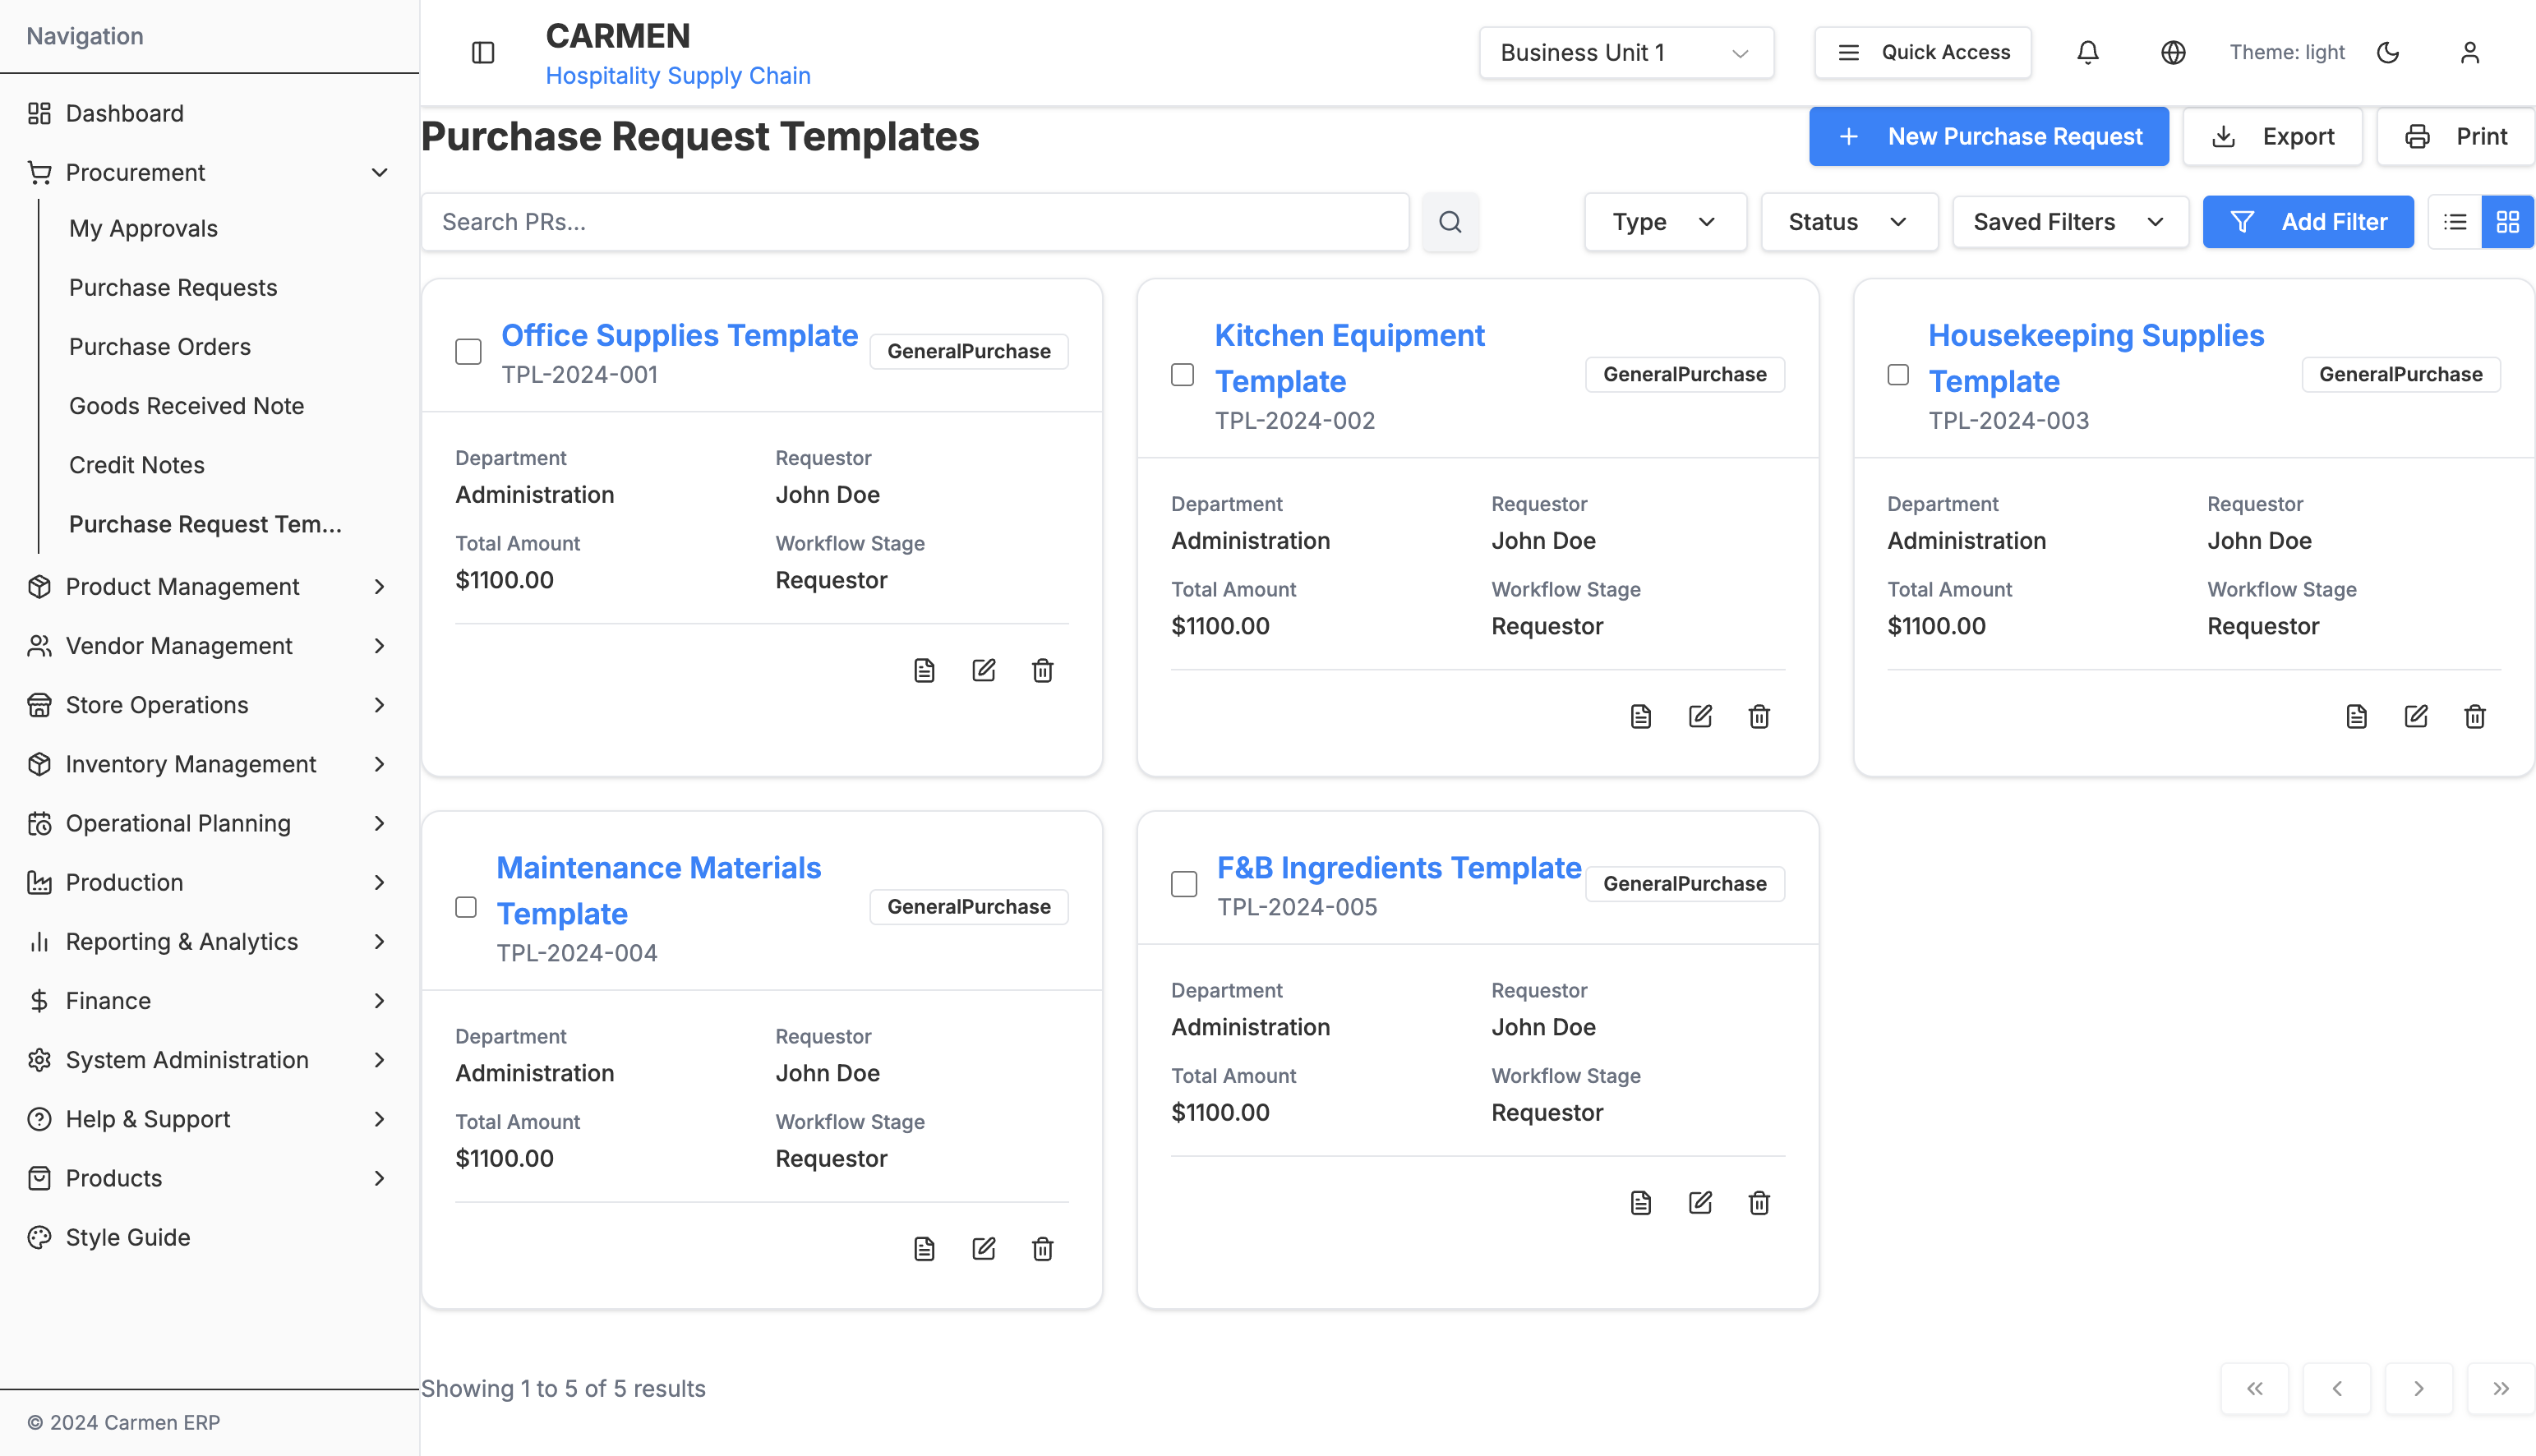 Navigation
Dashboard
Procurement
My Approvals
Purchase Requests
Purchase Orders
Goods Received Note
Credit Notes
Purchase Request Tem...
Product Management
Vendor Management
Store Operations
Inventory Management
Operational Planning
Production
Reporting & Analytics
Finance
System Administration
Help & Support
Products
Style Guide
© 2024 Carmen ERP
CARMEN
Hospitality Supply Chain
Business Unit 1
Quick Access
Theme: light
Purchase Request Templates
New Purchase Request
Export
Print
Search PRs...
Type
Status
Saved Filters
Add Filter
Office Supplies Template
TPL-2024-001
GeneralPurchase
Department
Requestor
Administration
John Doe
Total Amount
Workflow Stage
$1100.00
Requestor
Kitchen Equipment
Template
TPL-2024-002
GeneralPurchase
Department
Requestor
Administration
John Doe
Total Amount
Workflow Stage
$1100.00
Requestor
Housekeeping Supplies
Template
TPL-2024-003
GeneralPurchase
Department
Requestor
Administration
John Doe
Total Amount
Workflow Stage
$1100.00
Requestor
Maintenance Materials
Template
TPL-2024-004
GeneralPurchase
Department
Requestor
Administration
John Doe
Total Amount
Workflow Stage
$1100.00
Requestor
F&B Ingredients Template
TPL-2024-005
GeneralPurchase
Department
Requestor
Administration
John Doe
Total Amount
Workflow Stage
$1100.00
Requestor
Showing 1 to 5 of 5 results